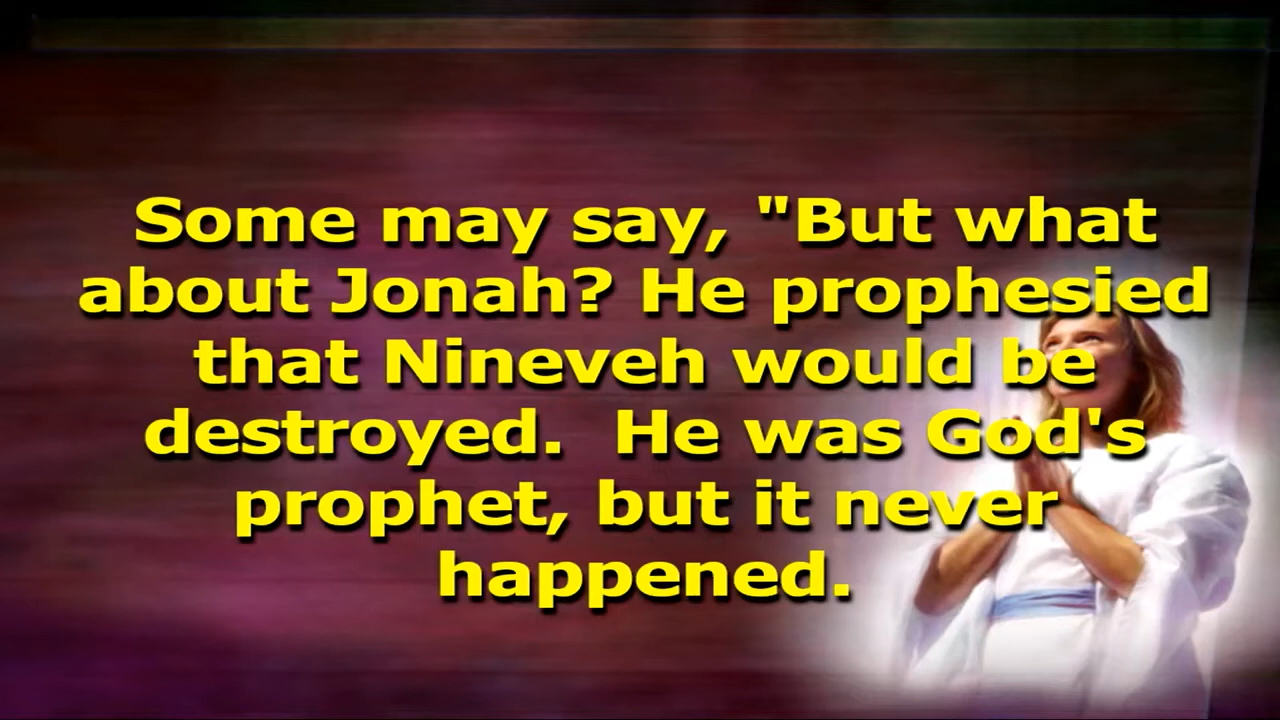 Some may say, "But what
about Jonah? He prophesied
that Nineveh would be
destroyed.  He was God's
prophet, but it never
happened.